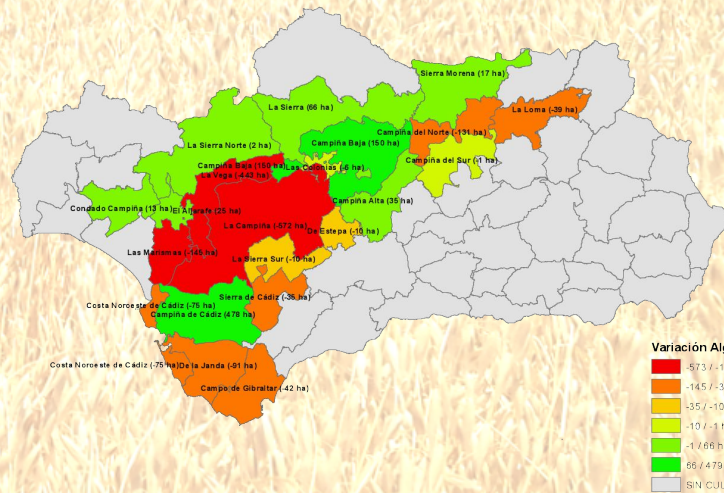 Sierra Morena (17 ha)
La Loma (-39 ha)
La Sierra (66 ha)
Campiña del Norte (-131 ha)
La Sierra Norte (2 ha)
Campiña Baja (150 ha)
Campiña del Sur (-1 ha)
Las Colonias (-6 ha)
La Vega (-443 ha)
Campiña Alta (35 ha)
Condado Campiña (13 ha)
El Aljarafe (25 ha)
La Campiña (-572 ha)
De Estepa (-10 ha)
Las Marismas (-145 ha)
La Sierra Sur (-10 ha)
Sierra de Cádiz (-35 ha)
Costa Noroeste de Cádiz (-75 ha)
Campiña de Cádiz (478 ha)
Costa Noroeste de Cádiz (-75 ha)
De la Janda (-91 ha)
Campo de Gibraltar (-42 ha)
Variación Alg
-573 / -1
-145 / -3
-35 / -10
-10 / -1 h
-1 / 66 h
66 / 479
SIN CUL